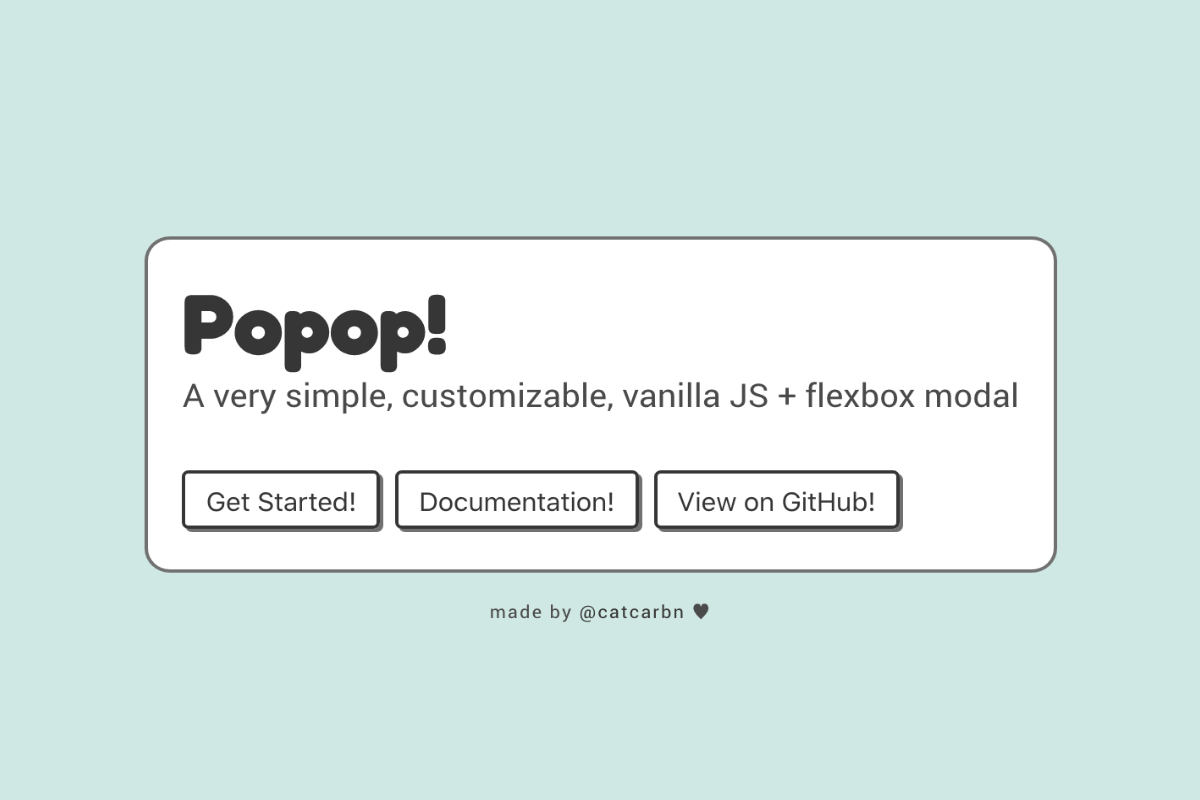 Popop!
A very simple, customizable, vanilla JS + flexbox modal
Get Started! Documentation! View on GitHub!
made by @catcarbn ♥